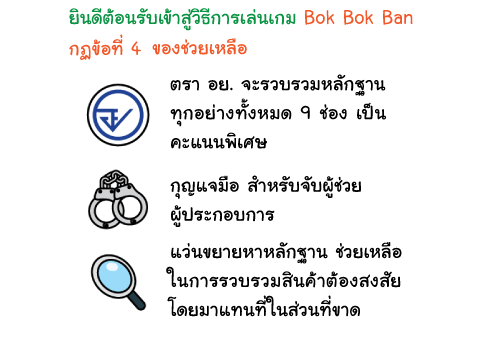 ยินดีต้อนรับเข้าสู่วิธีการเล่นเกม Bok Bok Ban
กฎข้อที่ 4 ของช่วยเหลือ
ตรา อย. จะรวบรวมหลักฐาน
ทุกอย่างทั้งหมด 9 ช่อง เป็น
คะแนนพิเศษ
กุญแจมือ สำหรับจับผู้ช่วย
ผู้ประกอบการ
แว่นขยายหาหลักฐาน ช่วยเหลือ
ในการรวบรวมสินค้าต้องสงสัย
โดยมาแทนที่ในส่วนที่ขาด